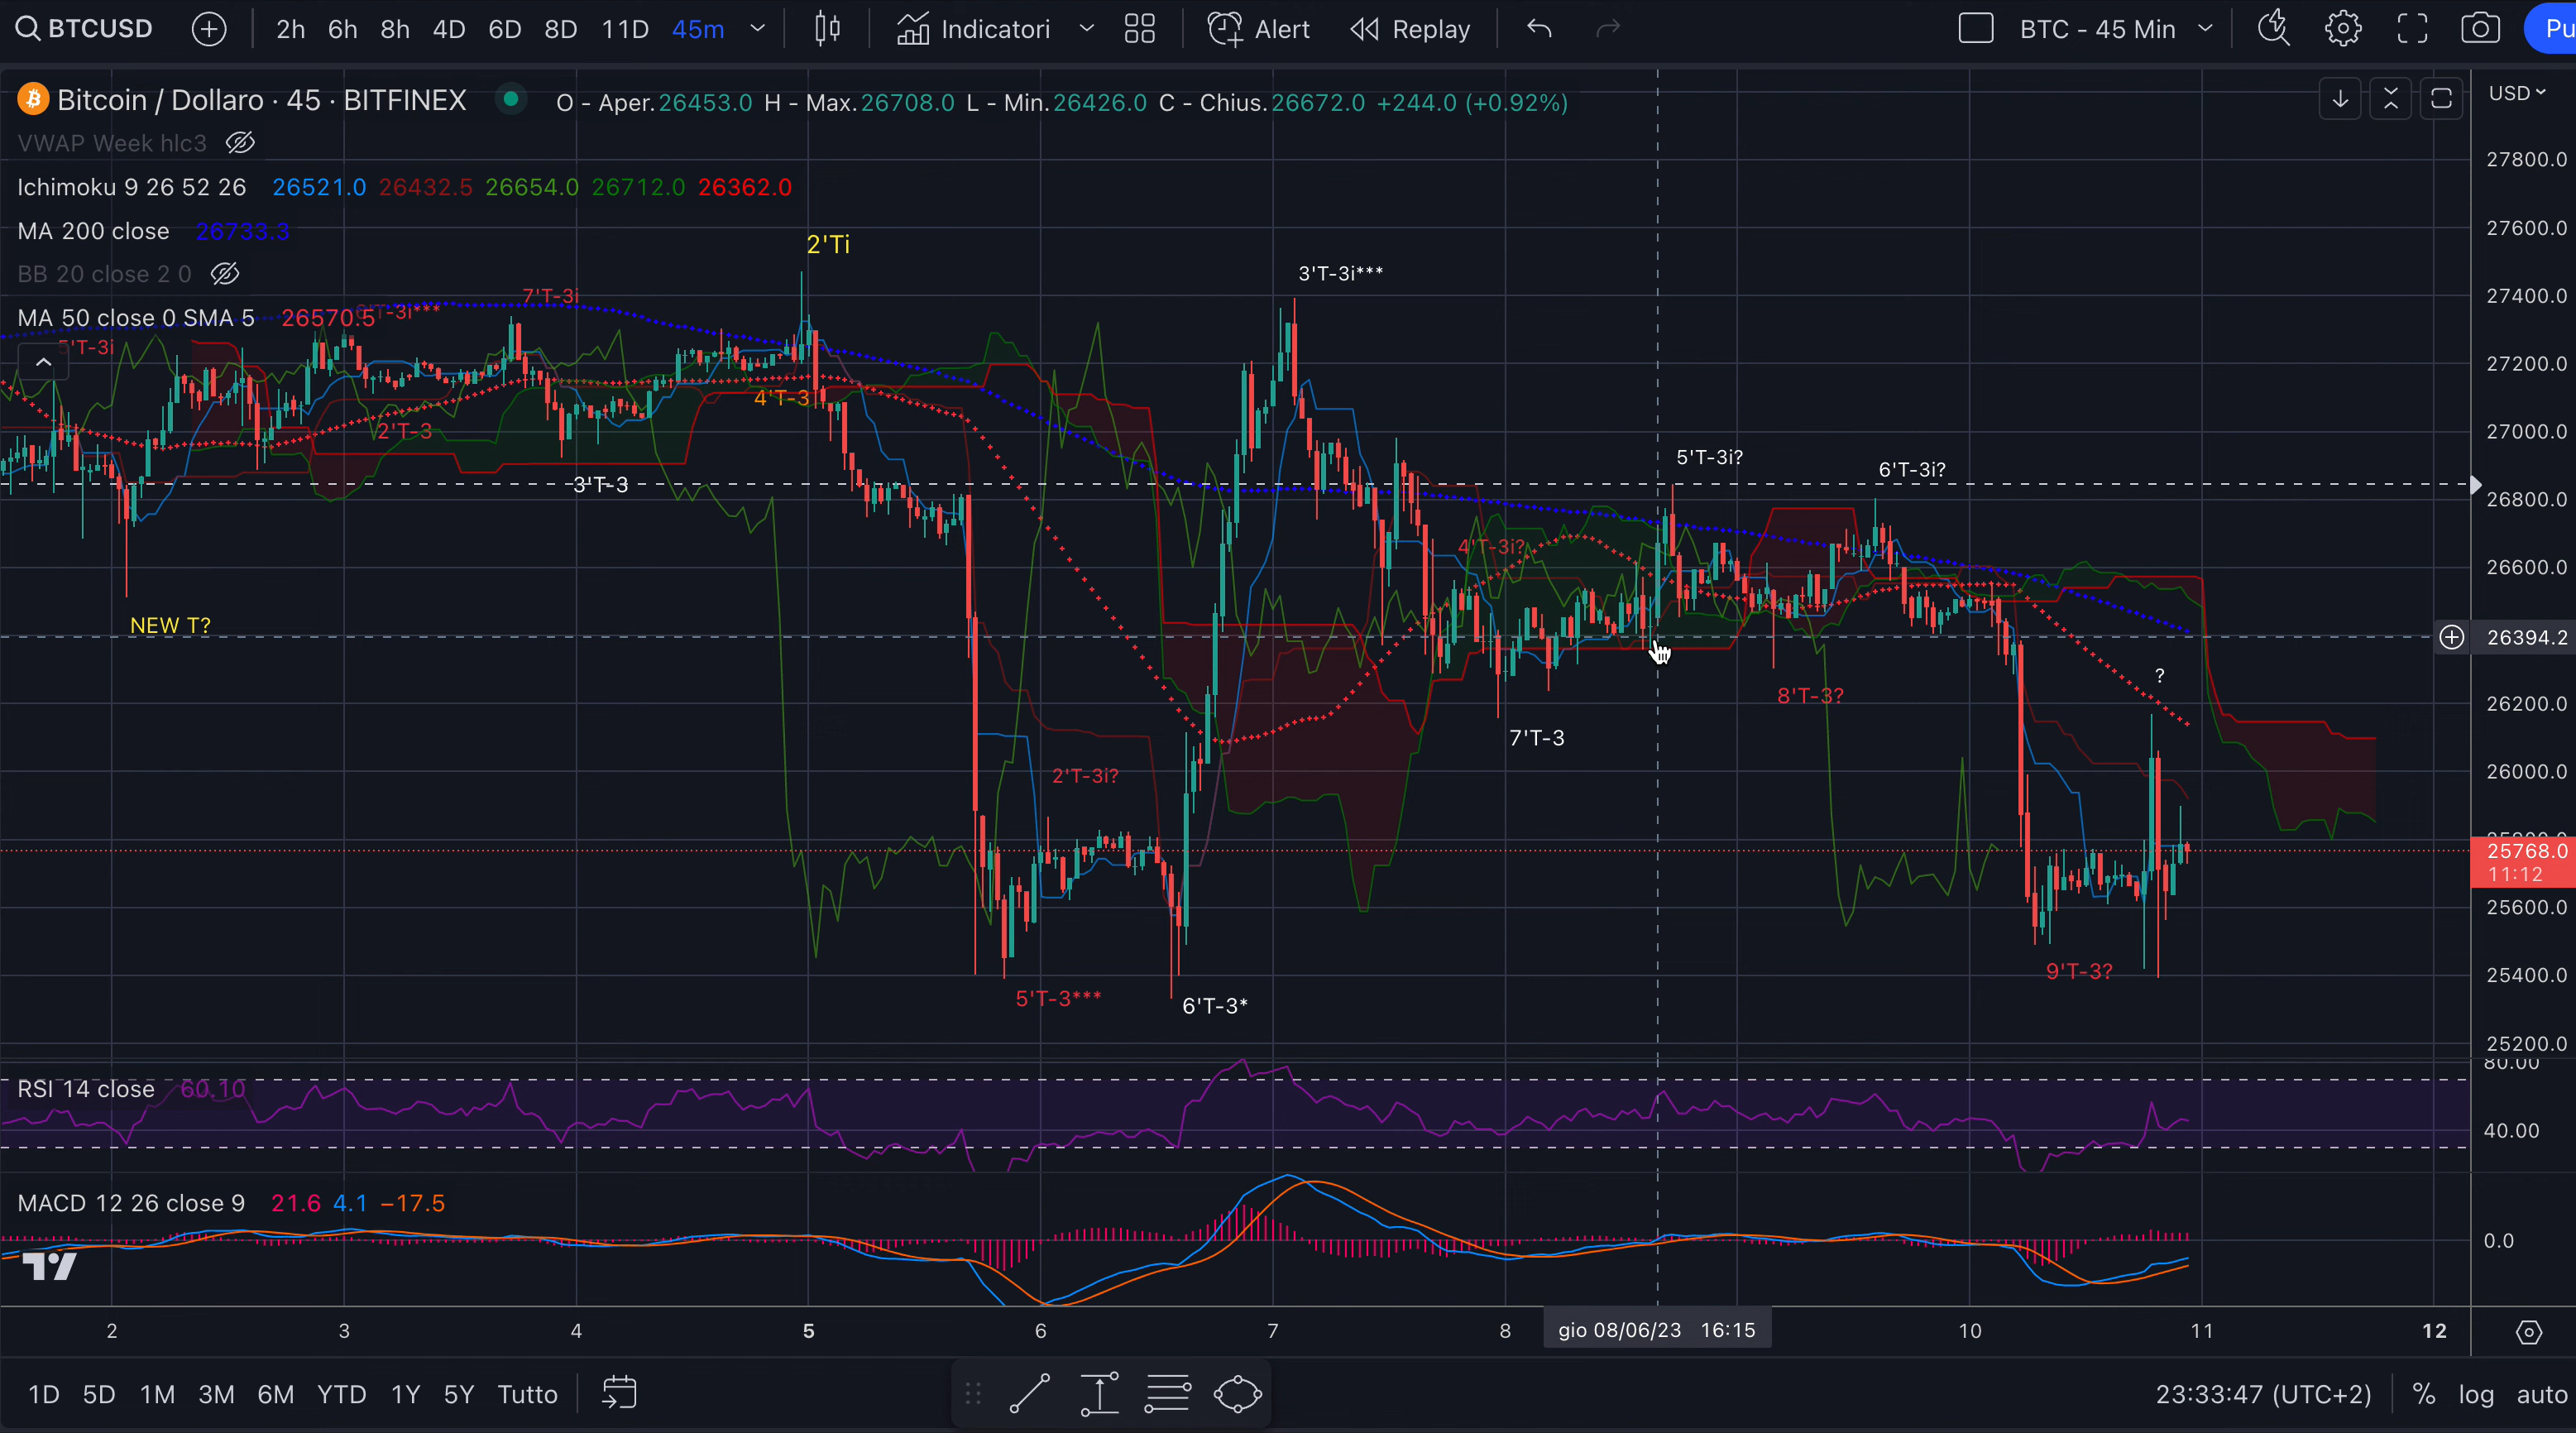 BTCUSD 2h 6h 8h 4D 6D 8D 11D 45m Indicatori Alert Replay BTC - 45 Min Pu
Bitcoin / Dollaro · 45 · BITFINEX O - Aper.26453.0 H - Max.26708.0 L - Min.26426.0 C - Chius.26672.0 +244.0 (+0.92%)
USD
VWAP Week hlc3
27800.0
Ichimoku 9 26 52 26 26521.0 26432.5 26654.0 26712.0 26362.0
MA 200 close 26733.3
27600.0
2'Ti
BB 20 close 2 0
3'T-3i***
7'T-3i
27400.0
MA 50 close 0 SMA 5 26570.5
T-3i***
5'T-3i
27200.0
4'T-3
2'T-3
27000.0
5'T-3i?
6'T-3i?
3'T-3
26800.0
4'T-3i?
26600.0
NEW T?
26394.2
?
8'T-3?
26200.0
7'T-3
2'T-3i?
26000.0
25800.0
25768.0
11:12
25600.0
9'T-3?
25400.0
5'T-3***
6'T-3*
25200.0
80.00
RSI 14 close 60.10
40.00
MACD 12 26 close 9 21.6 4.1 −17.5
0.0
2 3 4 5 6 7 8 gio 08/06/23 16:15 10 11 12
1D 5D 1M 3M 6M YTD 1Y 5Y Tutto 23:33:47 (UTC+2) % log auto